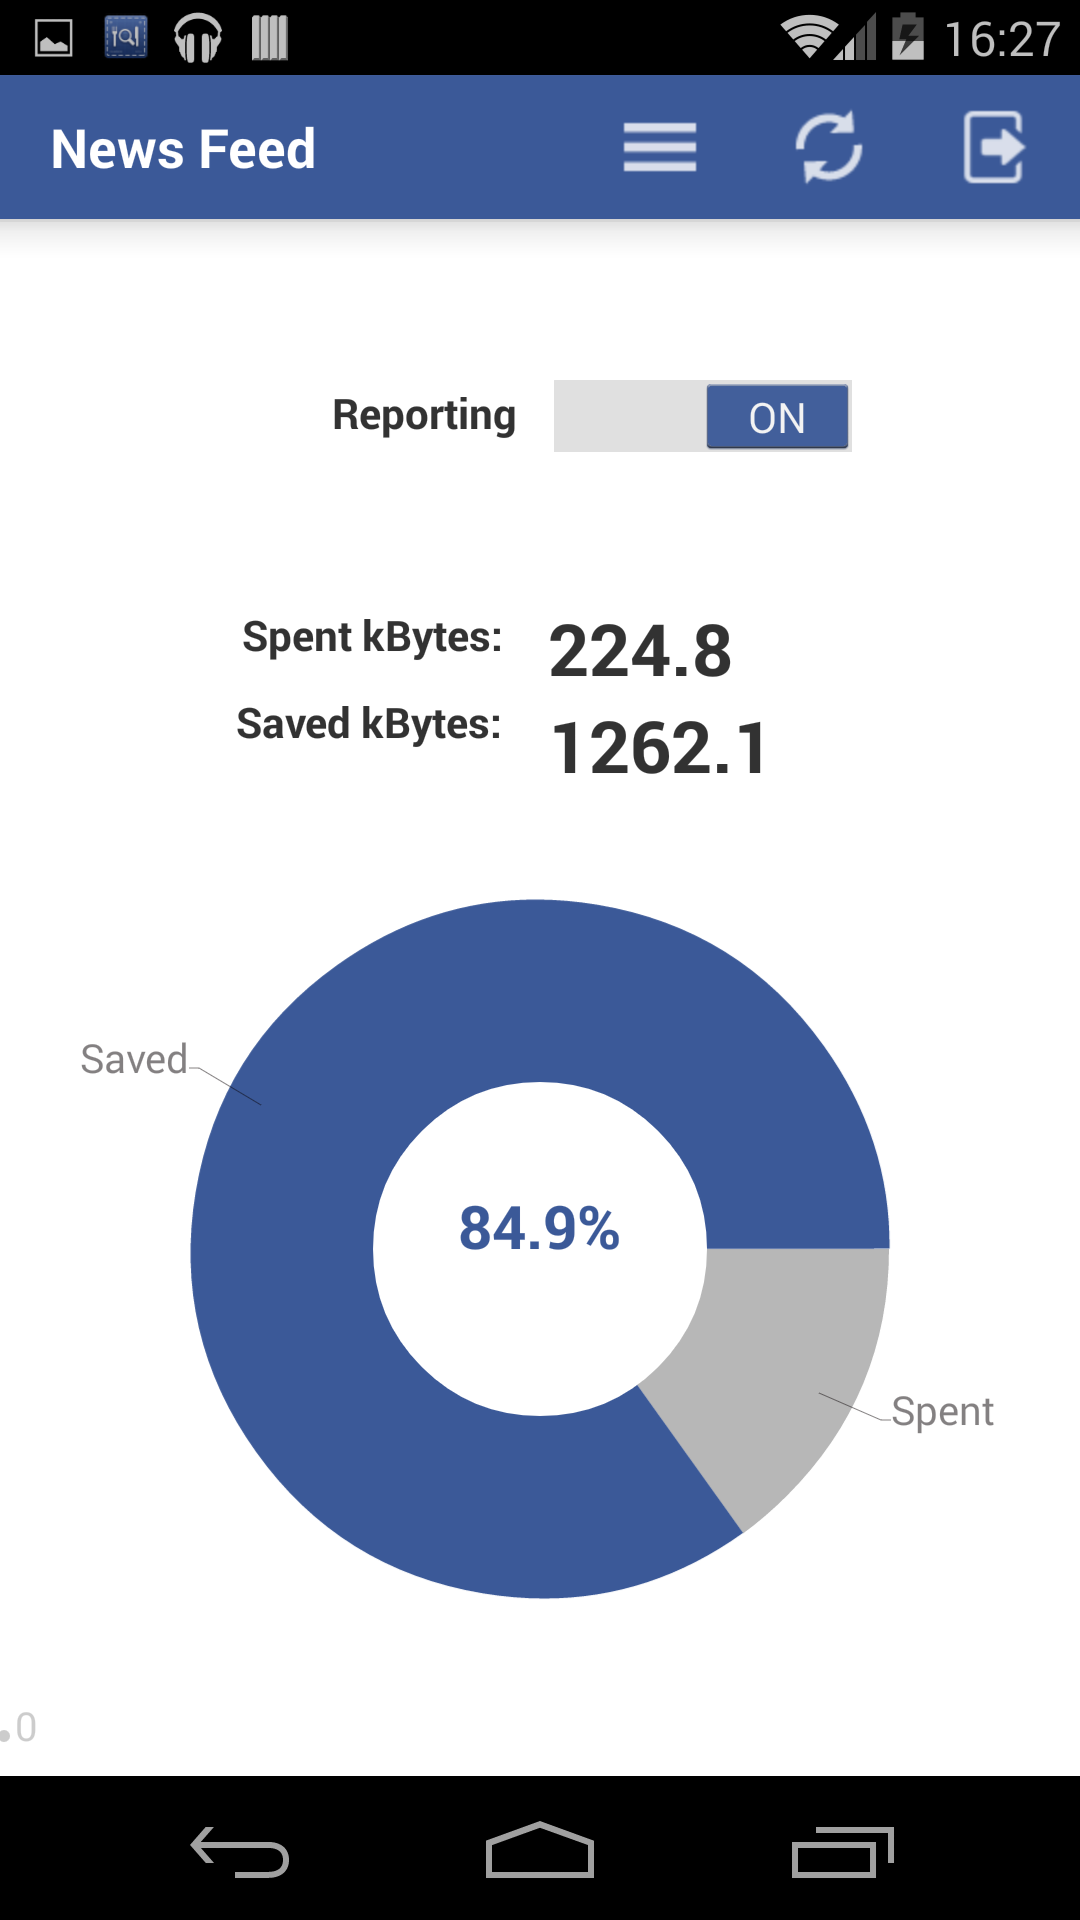 16:27
News Feed
Reporting ON
Spent kBytes: 224.8
Saved kBytes: 1262.1
Saved
84.9%
Spent
.0